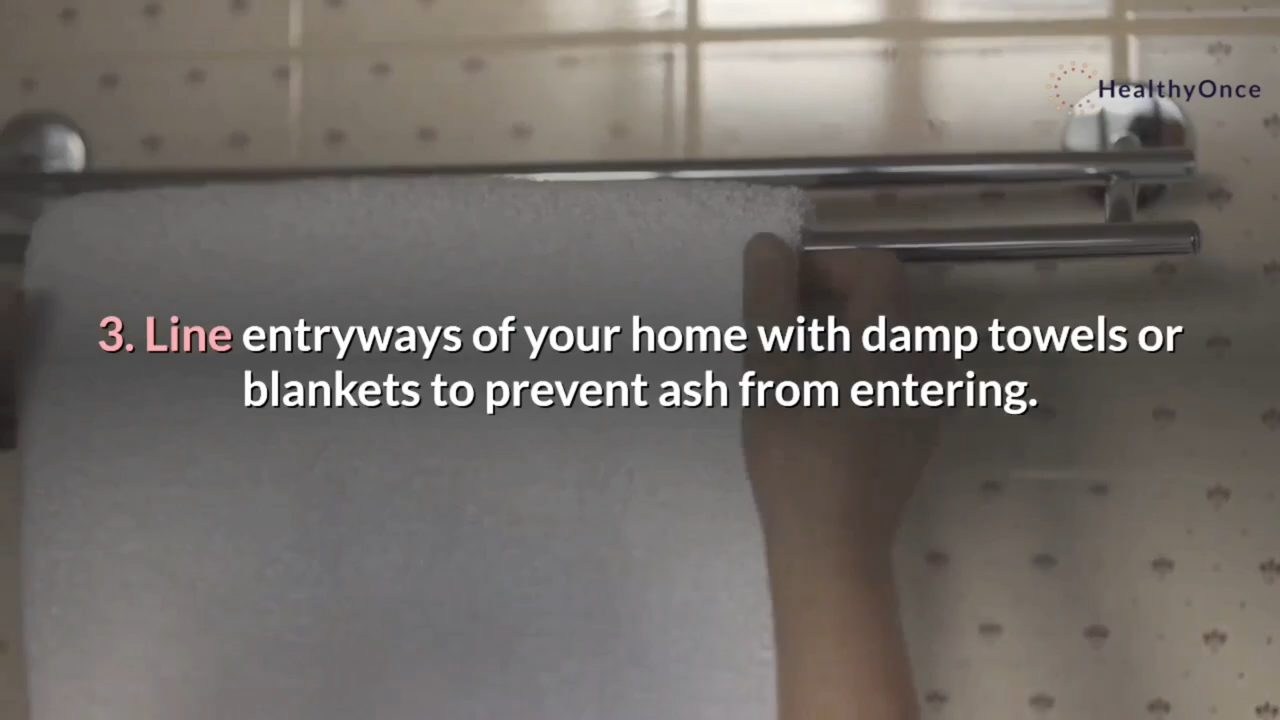 HealthyOnce
3. Line entryways of your home with damp towels or
blankets to prevent ash from entering.